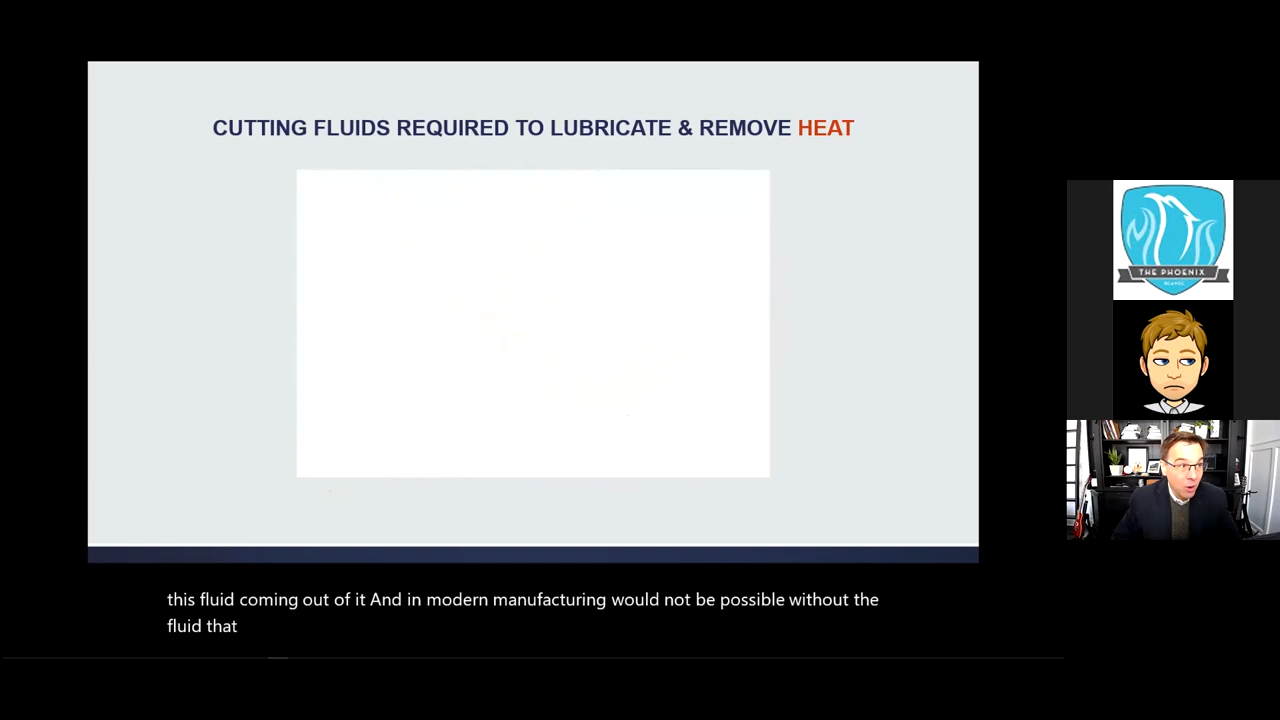 CUTTING FLUIDS REQUIRED TO LUBRICATE & REMOVE HEAT
THE PHOENIX
this fluid coming out of it And in modern manufacturing would not be possible without the
fluid that